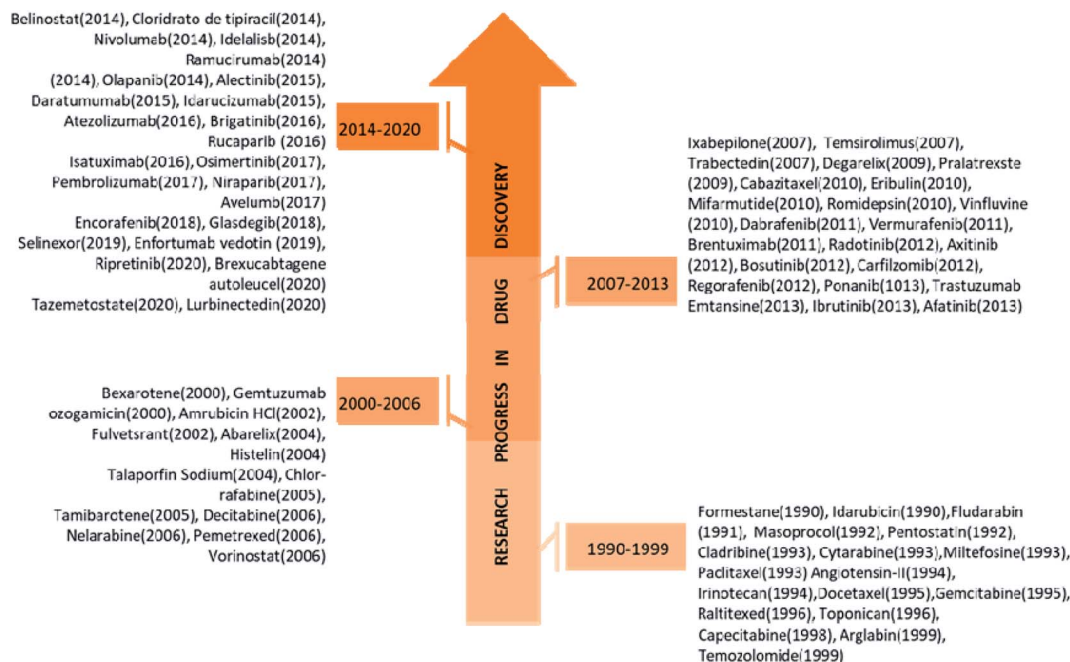 Belinostat(2014), Cloridrato de tipiracil(2014),
Nivolumab(2014), Idelalisb(2014),
Ramucirumab(2014)
(2014), Olapanib(2014), Alectinib(2015),
Daratumumab(2015), Idarucizumab(2015),
Atezolizumab(2016), Brigatinib(2016),
Rucaparib (2016)
Isatuximab(2016), Osimertinib(2017),
Pembrolizumab(2017), Niraparib(2017),
Avelumb(2017)
Encorafenib(2018), Glasdegib(2018),
Selinexor(2019), Enfortumab vedotin (2019),
Ripretinib(2020), Brexucabtagene
autoleucel(2020)
Tazemetostate(2020), Lurbinectedin(2020)
2014-2020
Ixabepilone(2007), Temsirolimus(2007),
Trabectedin(2007), Degarelix(2009), Pralatrexste
(2009), Cabazitaxel(2010), Eribulin(2010),
Mifarmutide(2010), Romidepsin(2010), Vinfluvine
(2010), Dabrafenib(2011), Vermurafenib(2011),
Brentuximab(2011), Radotinib(2012), Axitinib
(2012), Bosutinib(2012), Carfilzomib(2012),
Regorafenib(2012), Ponanib(1013), Trastuzumab
Emtansine(2013), Ibrutinib(2013), Afatinib(2013)
2007-2013
Bexarotene(2000), Gemtuzumab
ozogamicin(2000), Amrubicin HCl(2002),
Fulvetsrant(2002), Abarelix(2004),
Histelin(2004)
Talaporfin Sodium(2004), Chlor-
rafabine(2005),
Tamibarotene(2005), Decitabine(2006),
Nelarabine(2006), Pemetrexed(2006),
Vorinostat(2006)
2000-2006
Formestane(1990), Idarubicin(1990),Fludarabin
(1991), Masoprocol(1992), Pentostatin(1992),
Cladribine(1993), Cytarabine(1993),Miltefosine(1993),
Paclitaxel(1993) Angiotensin-II(1994),
Irinotecan(1994),Docetaxel(1995),Gemcitabine(1995),
Raltitexed(1996), Toponican(1996),
Capecitabine(1998), Arglabin(1999),
Temozolomide(1999)
1990-1999
RESEARCH PROGRESS IN DRUG DISCOVERY